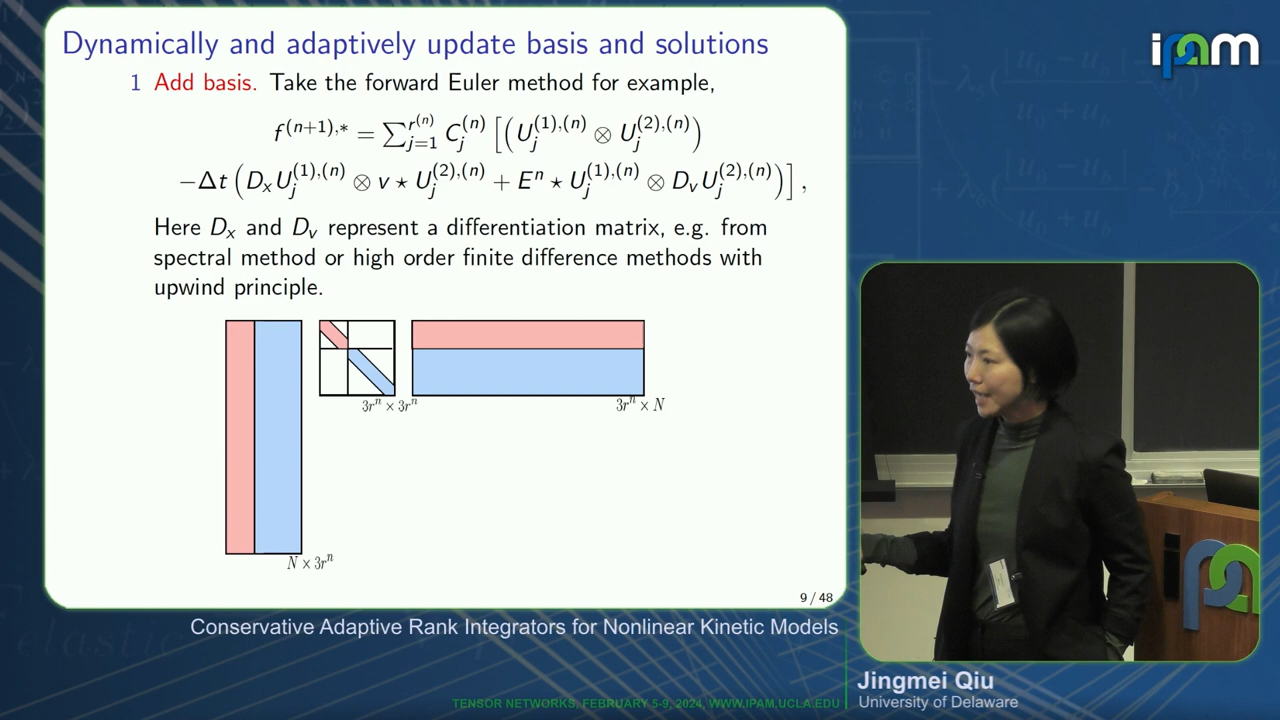 Dynamically and adaptively update basis and solutions
1 Add basis. Take the forward Euler method for example,
f^{(n+1),*} = \sum_{j=1}^{r^{(n)}} C_j^{(n)} [ ( U_j^{(1),(n)} ⊗ U_j^{(2),(n)} )
−Δt ( D_x U_j^{(1),(n)} ⊗ v ⋆ U_j^{(2),(n)} + E^n ⋆ U_j^{(1),(n)} ⊗ D_v U_j^{(2),(n)} ) ] ,
Here D_x and D_v represent a differentiation matrix, e.g. from
spectral method or high order finite difference methods with
upwind principle.
3r^n × 3r^n
3r^n × N
N × 3r^n
9 / 48
ipam
Conservative Adaptive Rank Integrators for Nonlinear Kinetic Models
Jingmei Qiu
University of Delaware
TENSOR NETWORKS, FEBRUARY 5-9, 2024, WWW.IPAM.UCLA.EDU